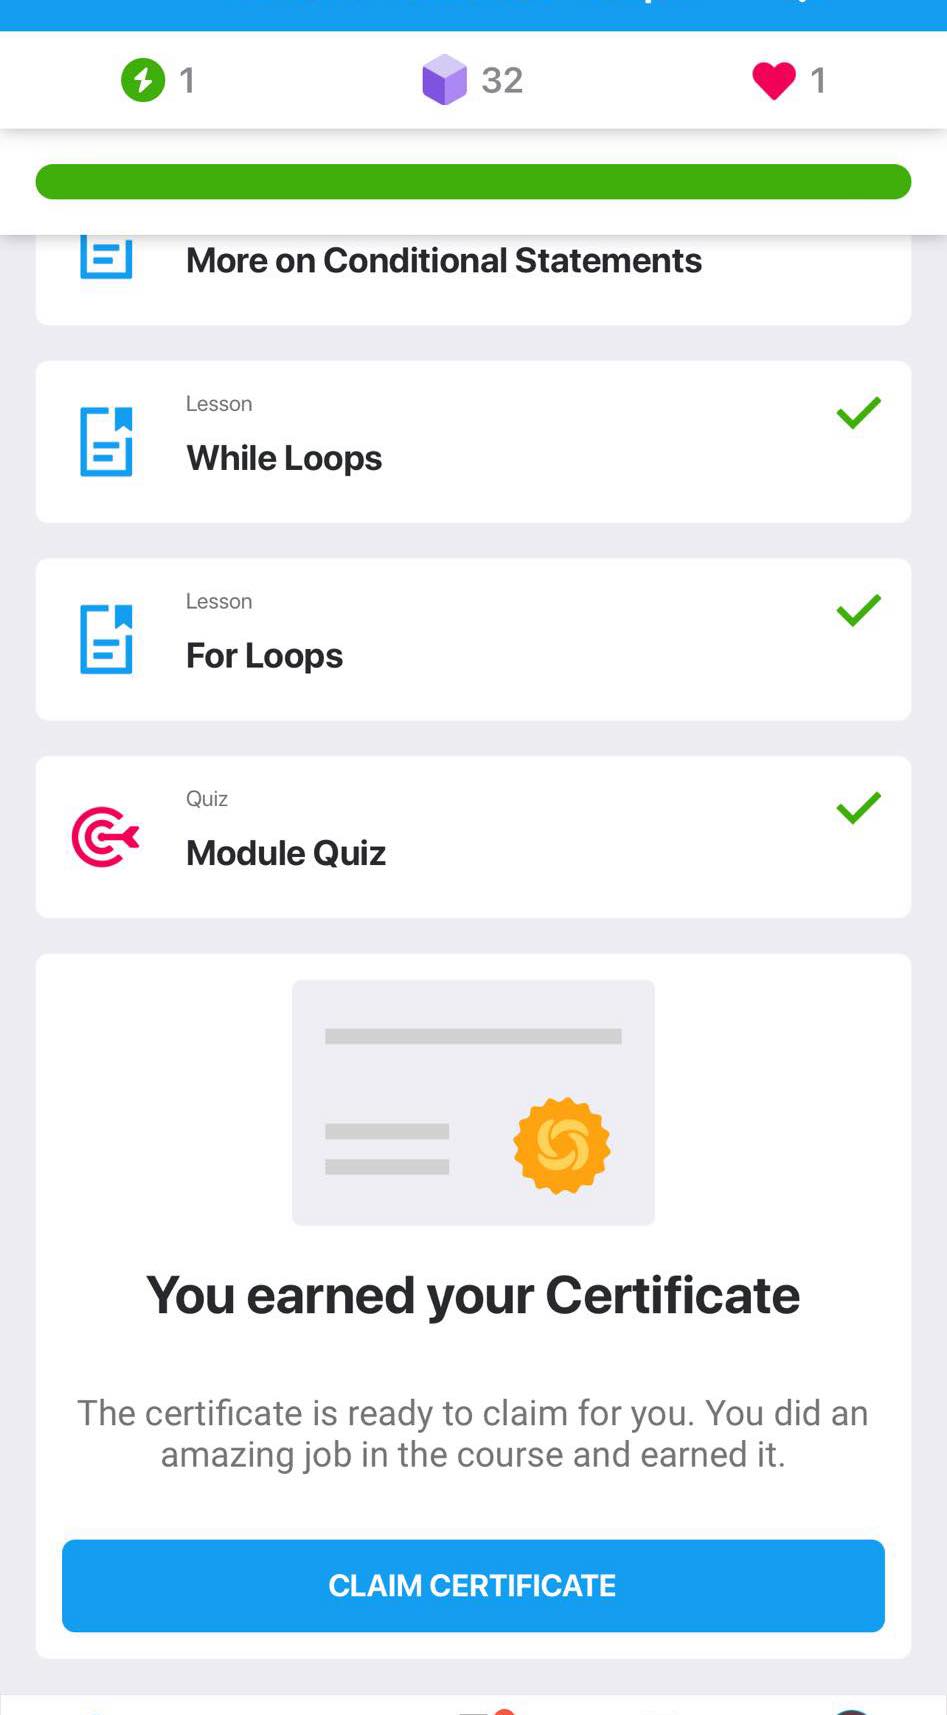 1
32
1
More on Conditional Statements
Lesson
While Loops
Lesson
For Loops
Quiz
Module Quiz
You earned your Certificate
The certificate is ready to claim for you. You did an
amazing job in the course and earned it.
CLAIM CERTIFICATE